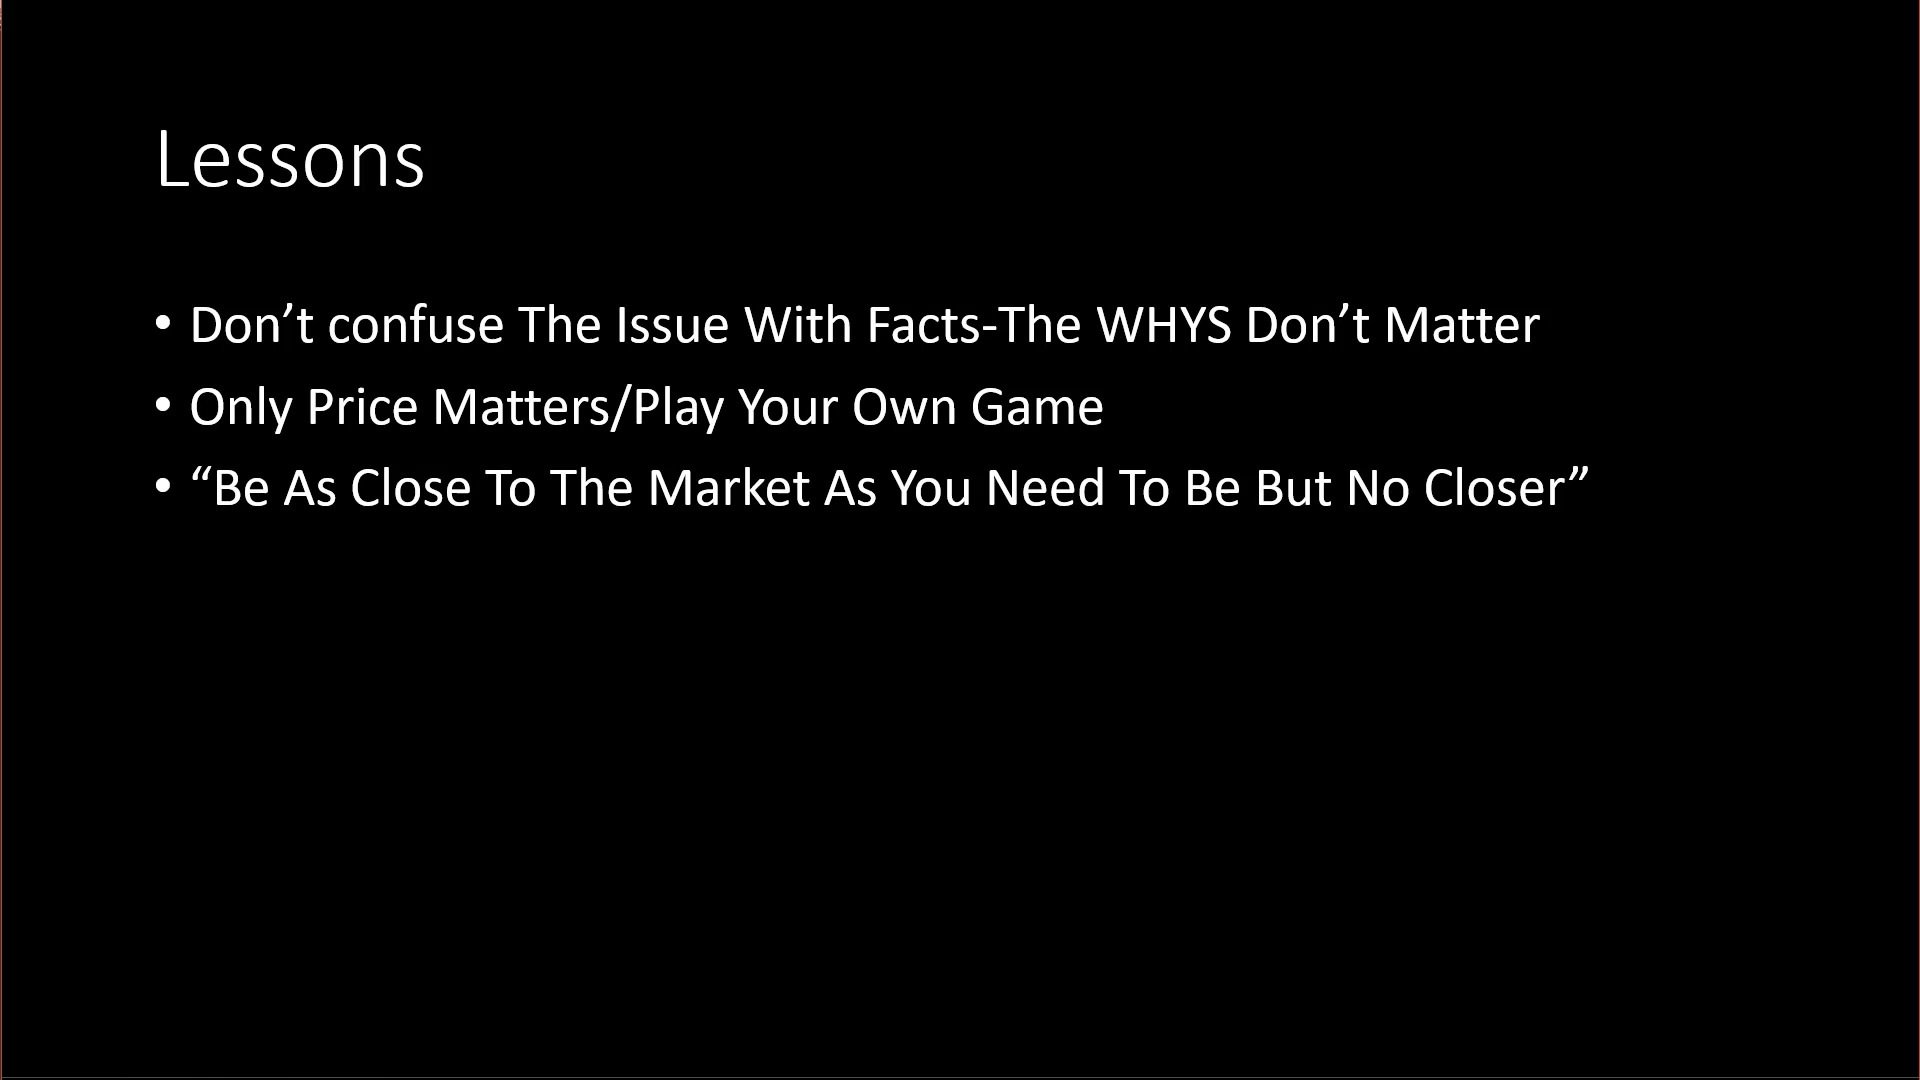 Lessons
• Don’t confuse The Issue With Facts-The WHYS Don’t Matter
• Only Price Matters/Play Your Own Game
• “Be As Close To The Market As You Need To Be But No Closer”